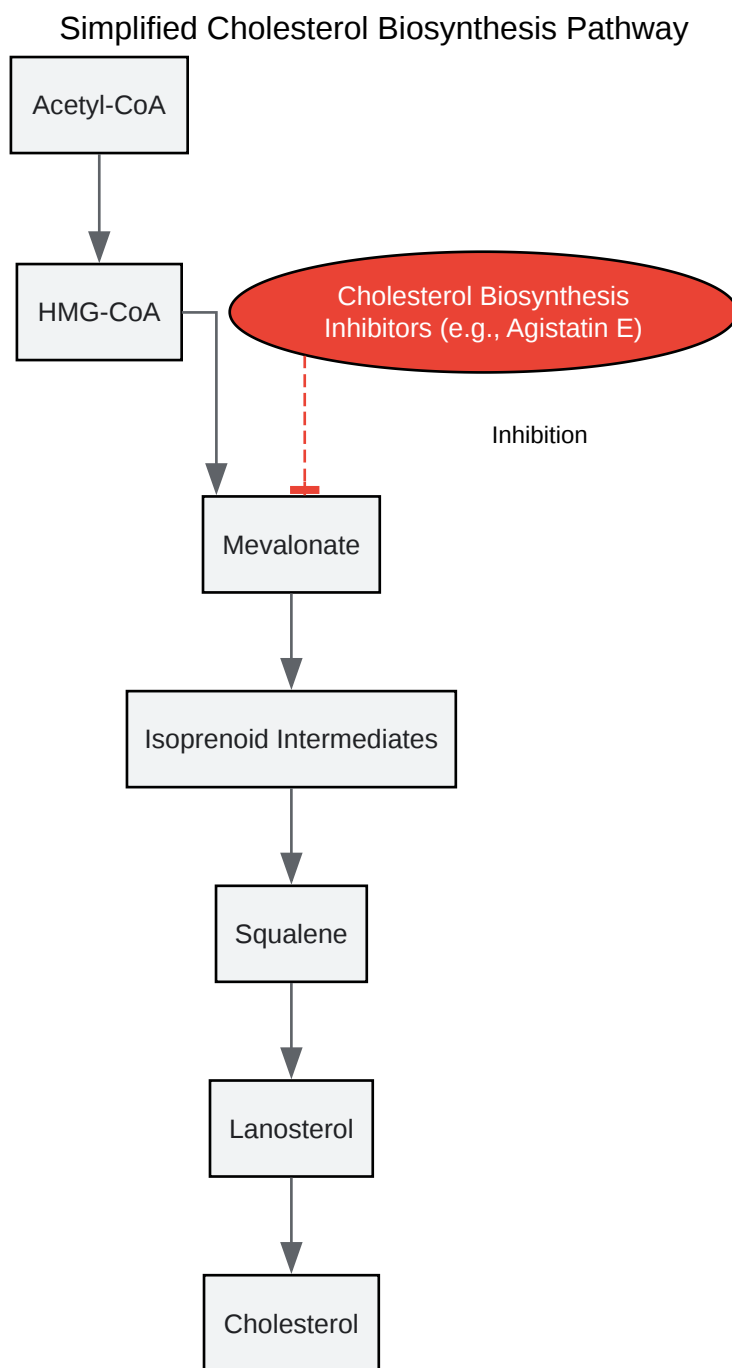 Simplified Cholesterol Biosynthesis Pathway
Acetyl-CoA
HMG-CoA
Cholesterol Biosynthesis
Inhibitors (e.g., Agistatin E)
Inhibition
Mevalonate
Isoprenoid Intermediates
Squalene
Lanosterol
Cholesterol